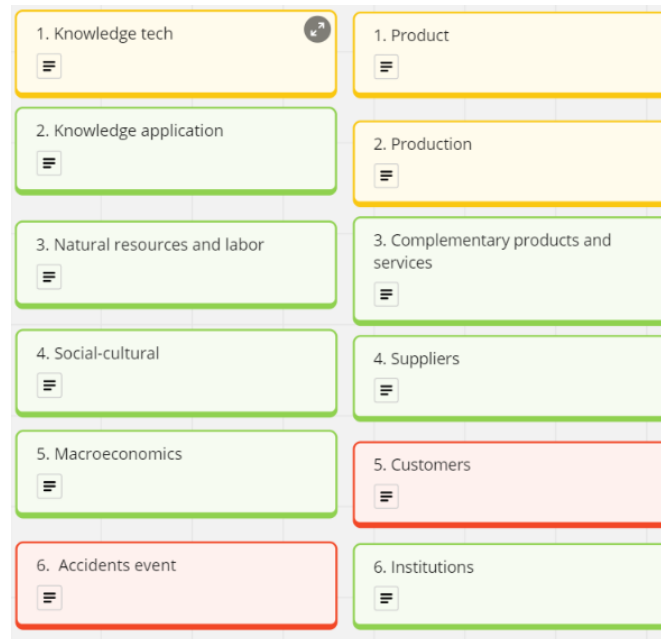 1. Knowledge tech
2. Knowledge application
3. Natural resources and labor
4. Social-cultural
5. Macroeconomics
6. Accidents event
1. Product
2. Production
3. Complementary products and
services
4. Suppliers
5. Customers
6. Institutions